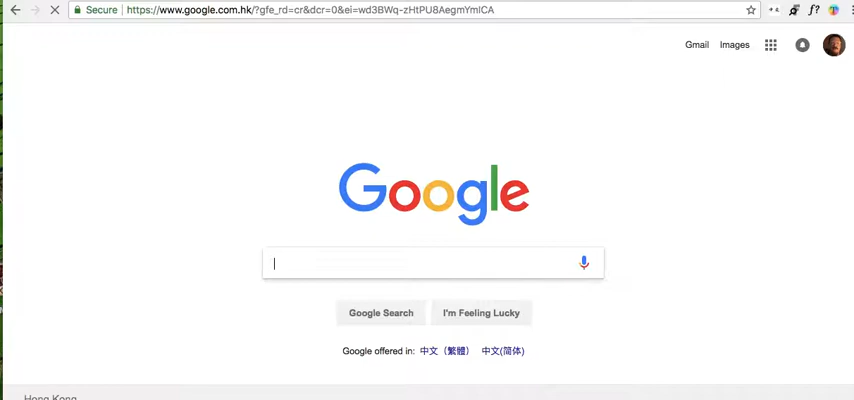 Secure https://www.google.com.hk/?gfe_rd=cr&dcr=0&ei=wd3BWq-zHtPU8AegmYmICA
Gmail Images
Google
Google Search I'm Feeling Lucky
Google offered in: 中文（繁體） 中文(简体)
Hong Kong